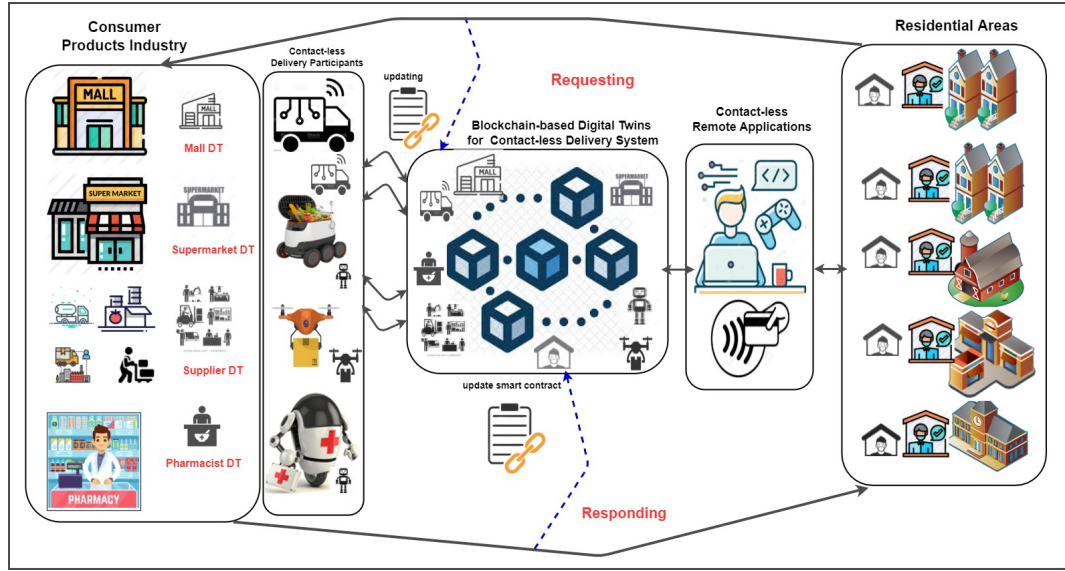 Consumer
Products Industry
Contact-less
Delivery Participants
updating
Requesting
Residential Areas
MALL
Mall DT
Blockchain-based Digital Twins
for Contact-less Delivery System
Contact-less
Remote Applications
MALL
SUPERMARKET
SUPER MARKET
SUPERMARKET
Supermarket DT
Supplier DT
update smart contract
Pharmacist DT
PHARMACY
Responding